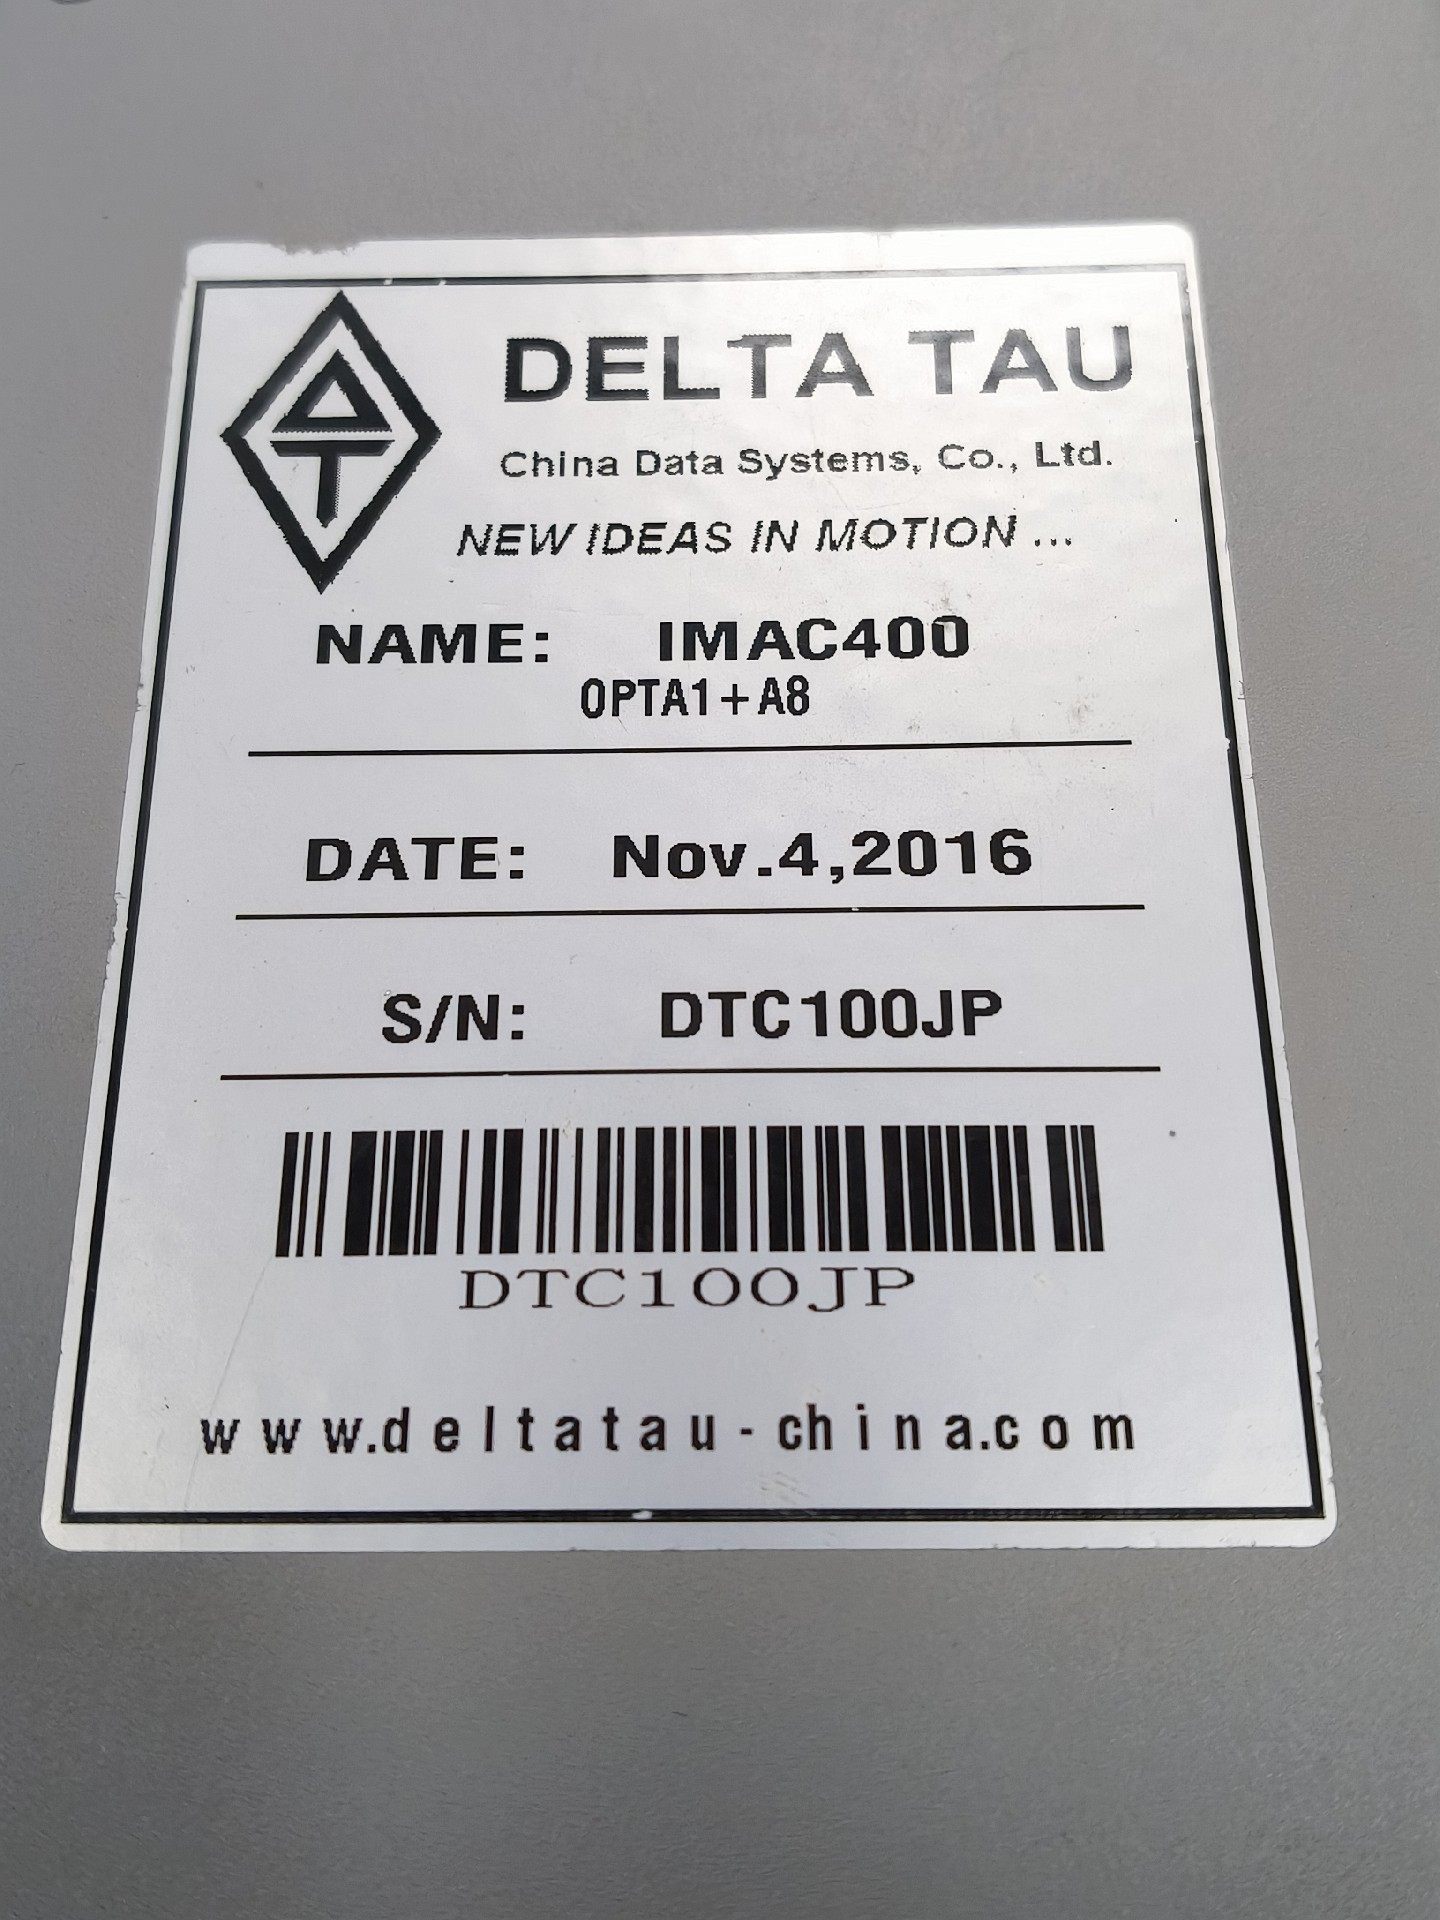 DELTA TAU
China Data Systems, Co., Ltd.
NEW IDEAS IN MOTION ...
NAME: IMAC400
OPTA1+A8
DATE: Nov.4,2016
S/N: DTC100JP
DTC100JP
www.deltatau-china.com